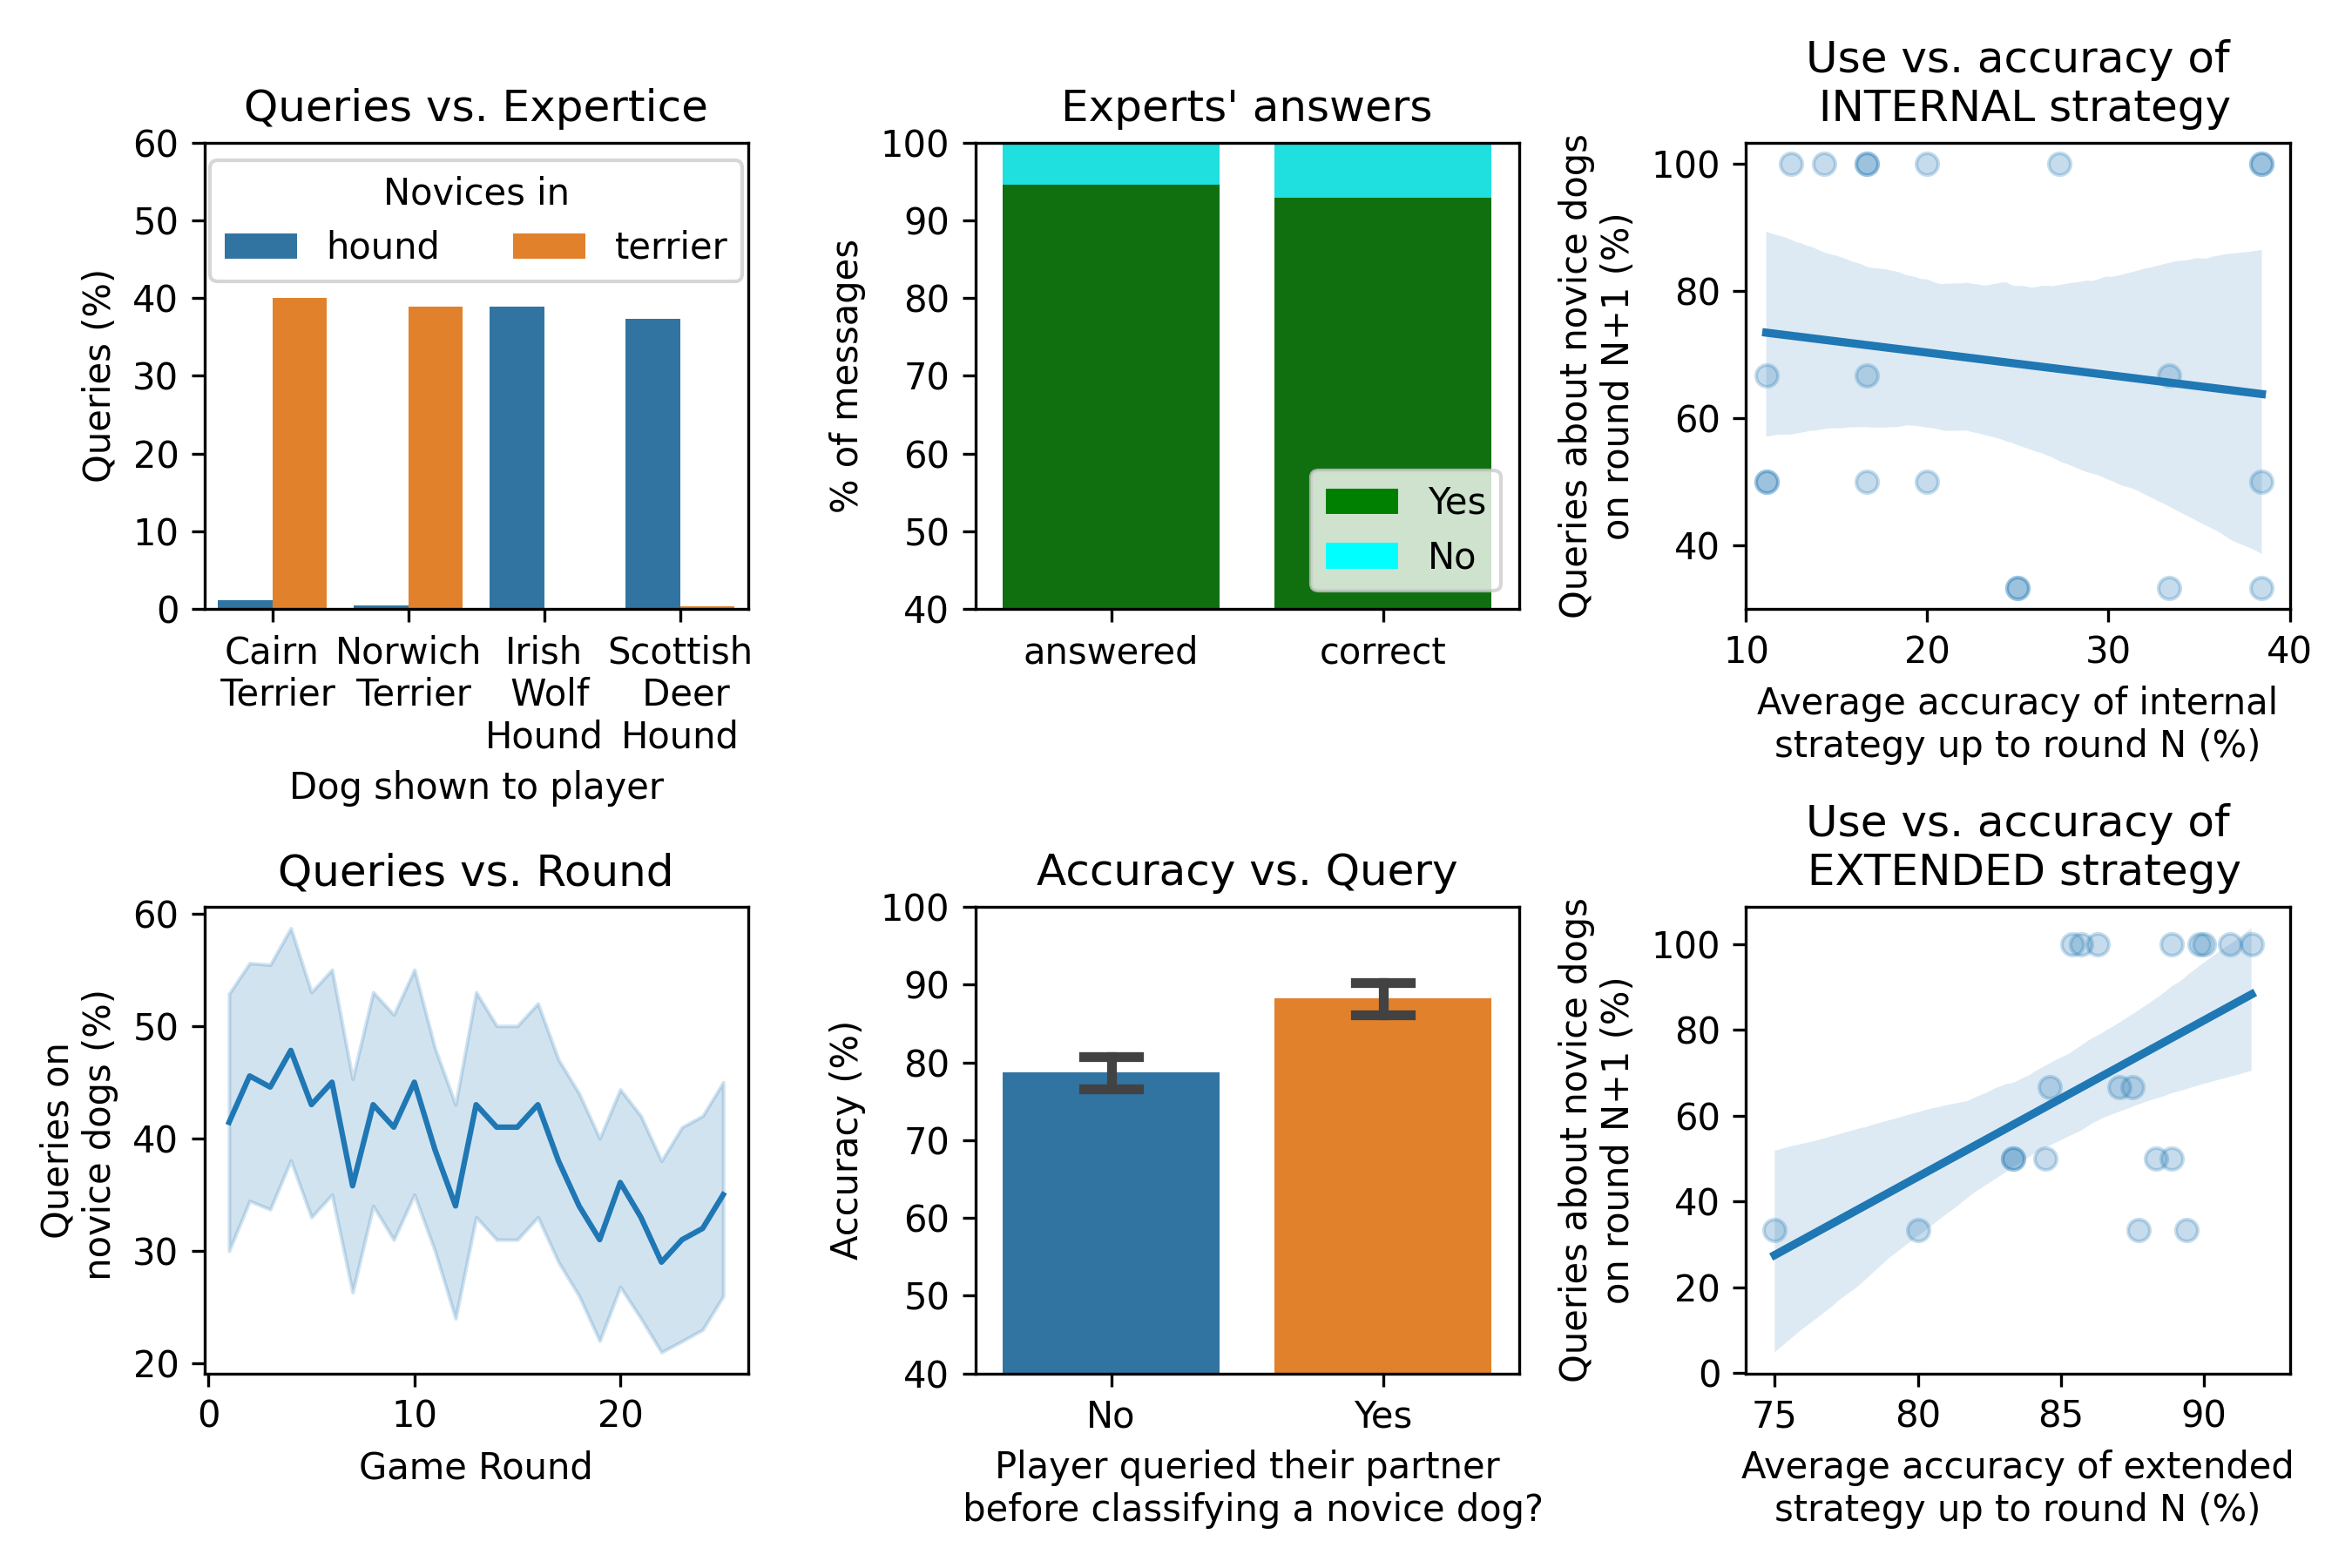 Queries vs. Expertice
60
50
40
30
20
10
0
Queries (%)
Novices in
hound
terrier
Cairn
Terrier
Norwich
Terrier
Irish
Wolf
Hound
Scottish
Deer
Hound
Dog shown to player
Experts' answers
100
90
80
70
60
50
40
% of messages
Yes
No
answered
correct
Use vs. accuracy of
INTERNAL strategy
Queries about novice dogs
on round N+1 (%)
100
80
60
40
10
20
30
40
Average accuracy of internal
strategy up to round N (%)
Queries vs. Round
Queries on
novice dogs (%)
60
50
40
30
20
0
10
20
Game Round
Accuracy vs. Query
Accuracy (%)
100
90
80
70
60
50
40
No
Yes
Player queried their partner
before classifying a novice dog?
Use vs. accuracy of
EXTENDED strategy
Queries about novice dogs
on round N+1 (%)
100
80
60
40
20
0
75
80
85
90
Average accuracy of extended
strategy up to round N (%)